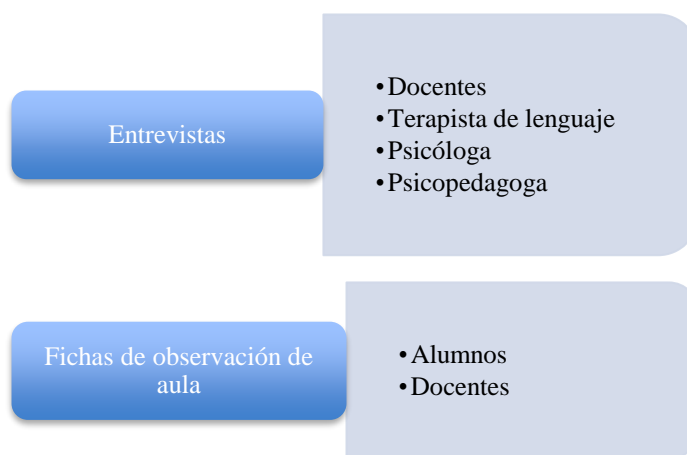 Entrevistas
•Docentes
•Terapista de lenguaje
•Psicóloga
•Psicopedagoga
Fichas de observación de
aula
•Alumnos
•Docentes